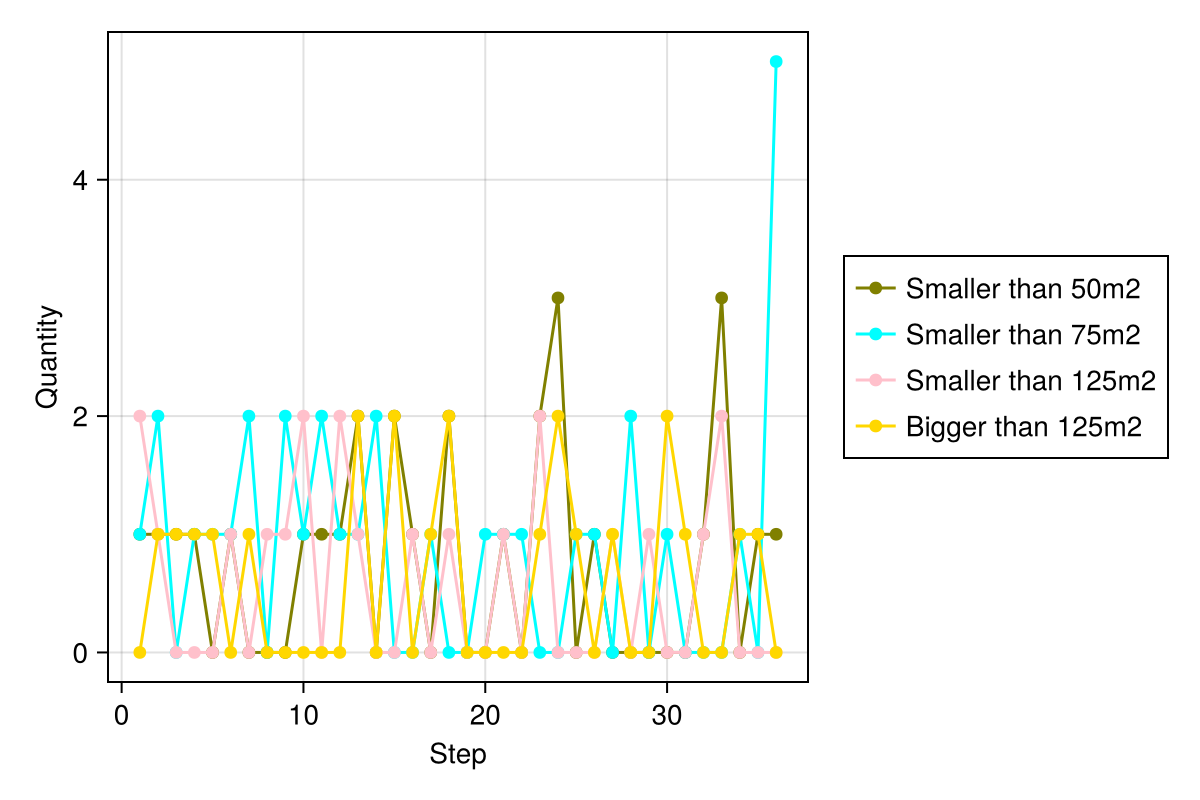 4
2
0
0
10
20
30
Quantity
Step
Smaller than 50m2
Smaller than 75m2
Smaller than 125m2
Bigger than 125m2